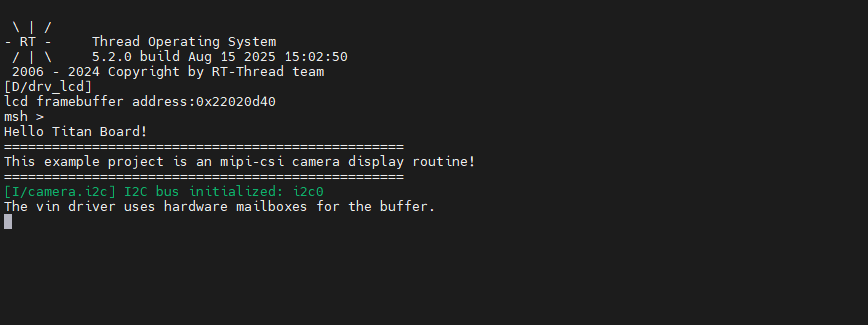 \ | /
- RT -     Thread Operating System
 / | \     5.2.0 build Aug 15 2025 15:02:50
 2006 - 2024 Copyright by RT-Thread team
[D/drv_lcd]
lcd framebuffer address:0x22020d40
msh >
Hello Titan Board!
==================================================
This example project is an mipi-csi camera display routine!
==================================================
[I/camera.i2c] I2C bus initialized: i2c0
The vin driver uses hardware mailboxes for the buffer.